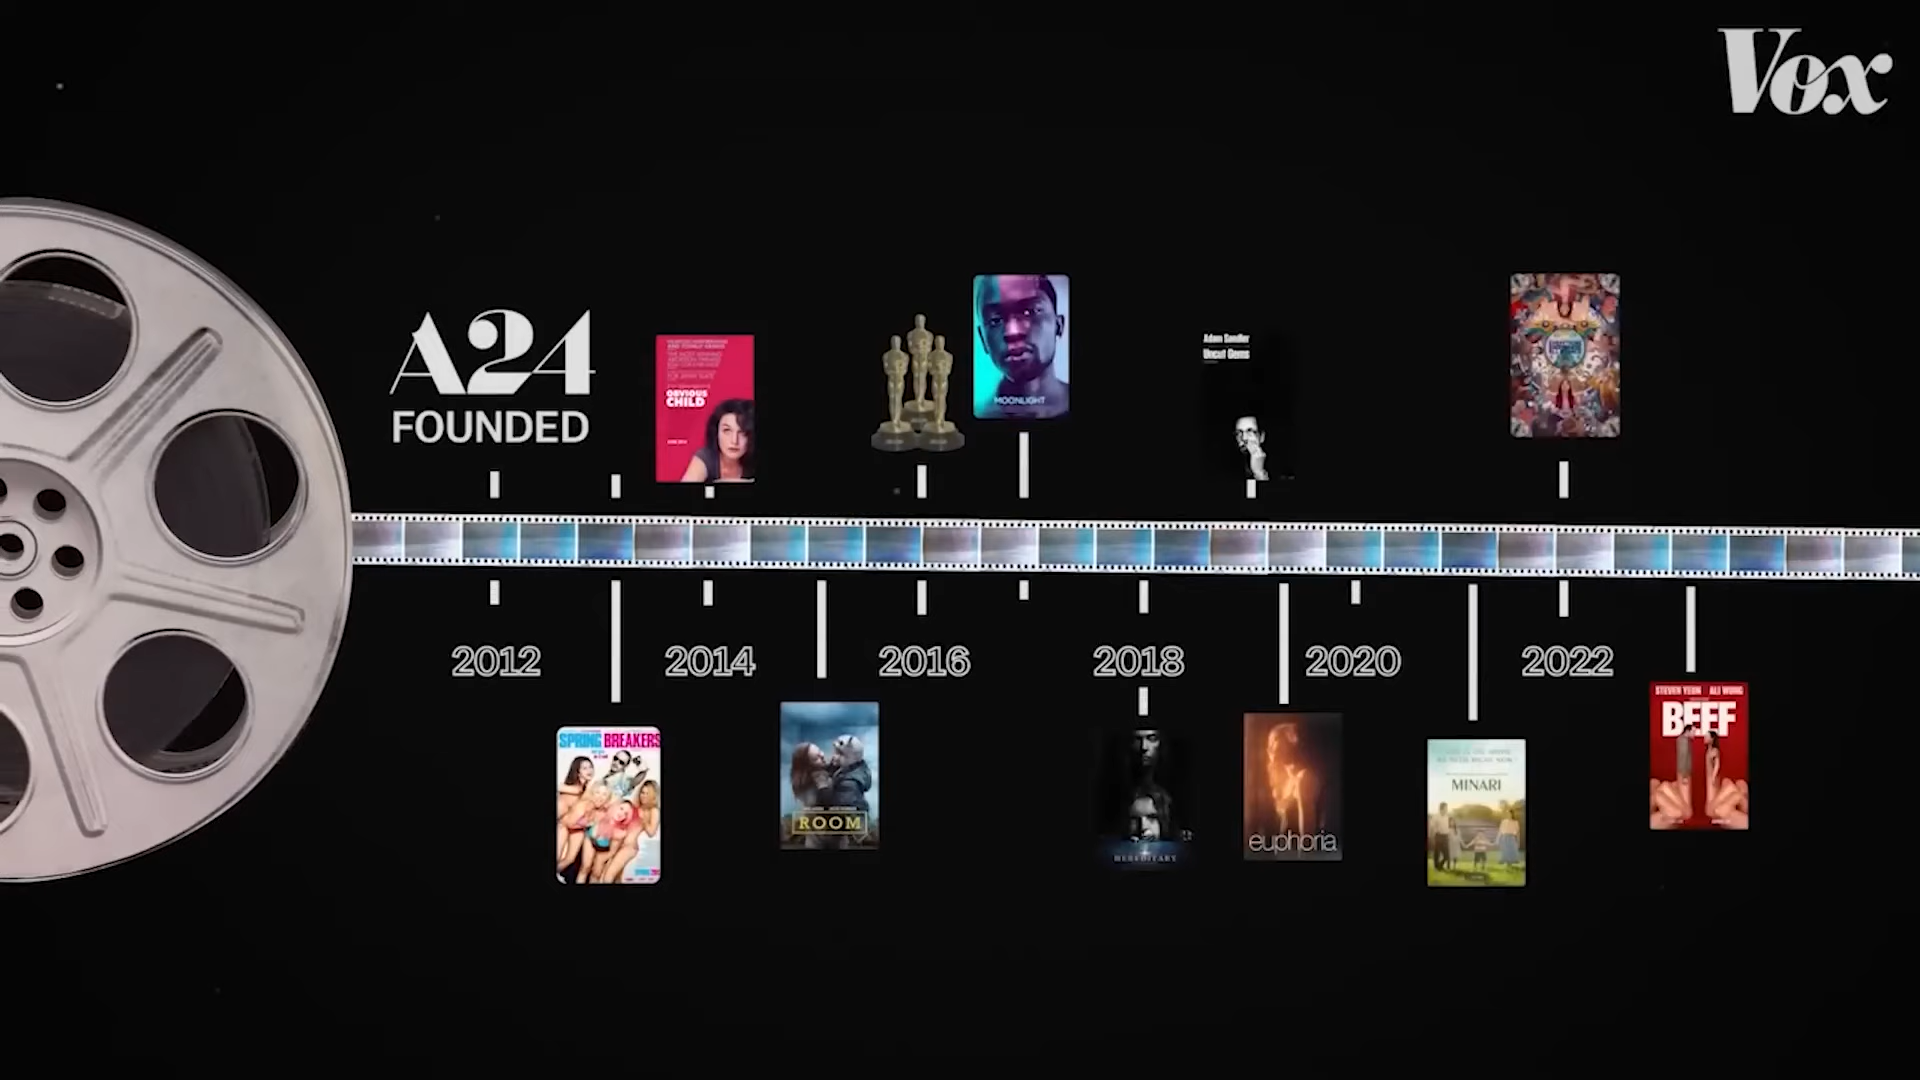 Vox
A24
FOUNDED
OBVIOUS
CHILD
MOONLIGHT
Adam Sandler
Uncut Gems
2012
2014
2016
2018
2020
2022
SPRING BREAKERS
ROOM
HEREDITARY
euphoria
MINARI
STEVEN YEUN ALI WONG
BEEF